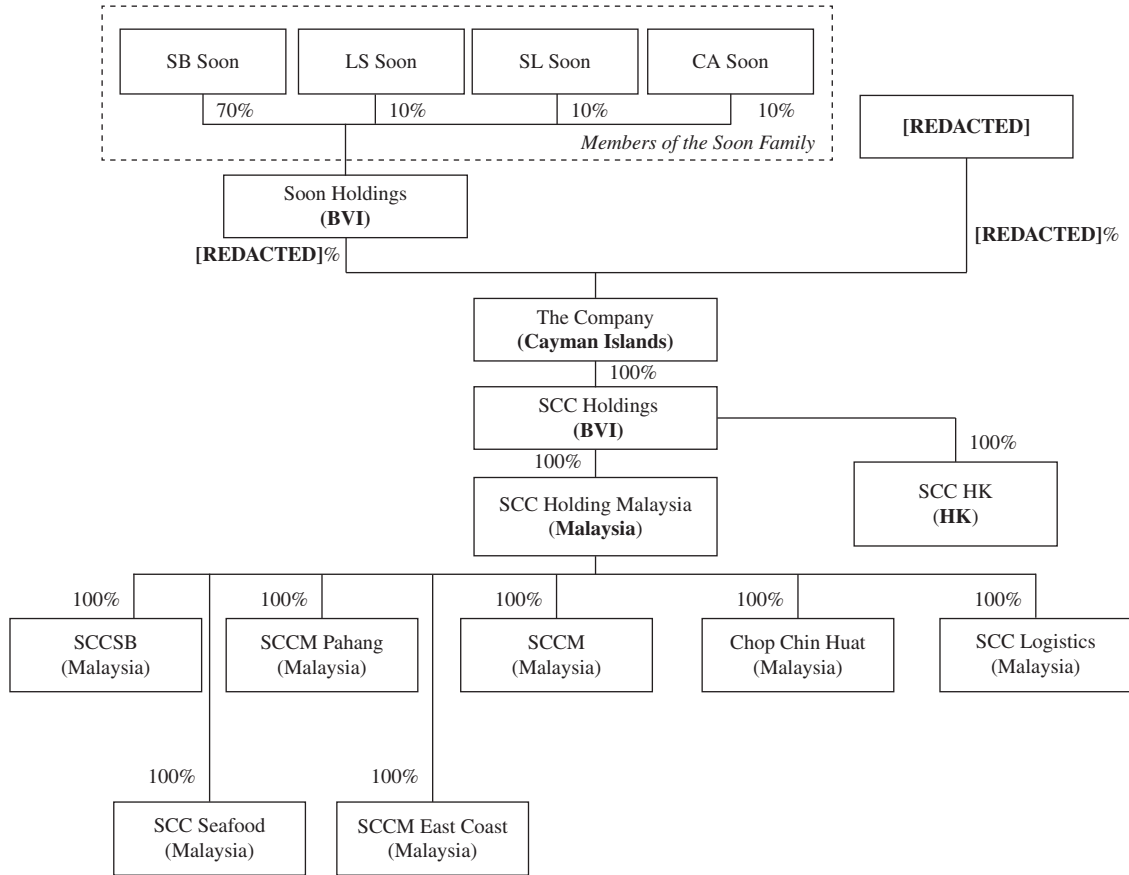 SB Soon
LS Soon
SL Soon
CA Soon
70%
10%
10%
10%
Members of the Soon Family
[REDACTED]
Soon Holdings
(BVI)
[REDACTED]%
[REDACTED]%
The Company
(Cayman Islands)
100%
SCC Holdings
(BVI)
100%
100%
SCC Holding Malaysia
(Malaysia)
SCC HK
(HK)
100%
100%
100%
100%
100%
SCCSB
(Malaysia)
SCCM Pahang
(Malaysia)
SCCM
(Malaysia)
Chop Chin Huat
(Malaysia)
SCC Logistics
(Malaysia)
100%
100%
SCC Seafood
(Malaysia)
SCCM East Coast
(Malaysia)